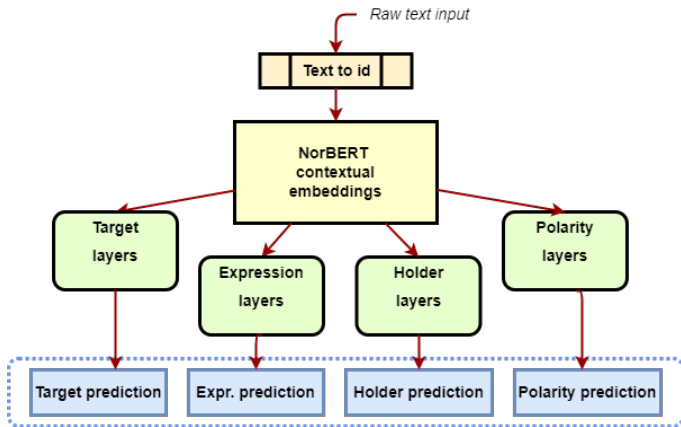 Raw text input
Text to id
NorBERT
contextual
embeddings
Target
layers
Expression
layers
Holder
layers
Polarity
layers
Target prediction
Expr. prediction
Holder prediction
Polarity prediction